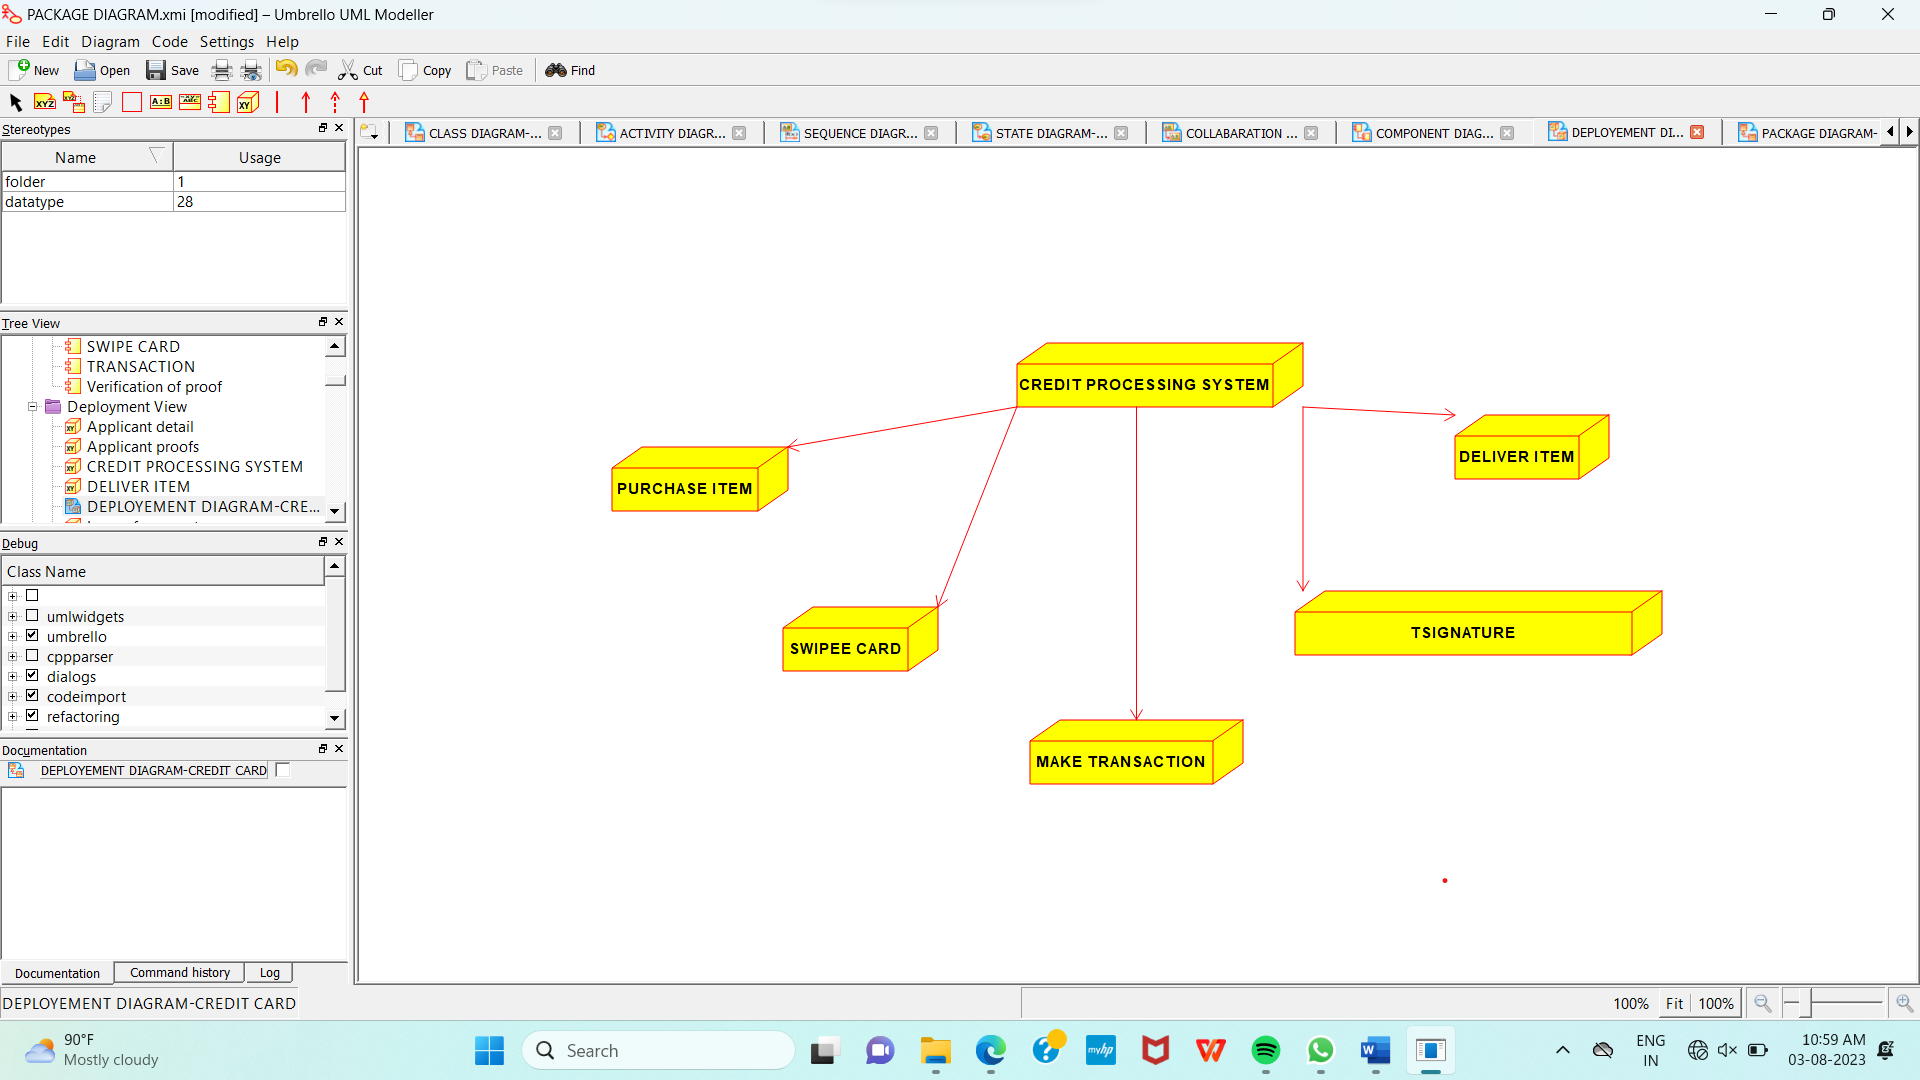 PACKAGE DIAGRAM.xmi [modified] – Umbrello UML Modeller
File Edit Diagram Code Settings Help
New Open Save Cut Copy Paste Find
XYZ A:B ABC XY
Stereotypes
Name Usage
folder 1
datatype 28
Tree View
SWIPE CARD
TRANSACTION
Verification of proof
Deployment View
Applicant detail
Applicant proofs
CREDIT PROCESSING SYSTEM
DELIVER ITEM
DEPLOYEMENT DIAGRAM-CRE...
Debug
Class Name
umlwidgets
umbrello
cppparser
dialogs
codeimport
refactoring
Documentation
DEPLOYEMENT DIAGRAM-CREDIT CARD
Documentation Command history Log
DEPLOYEMENT DIAGRAM-CREDIT CARD
CLASS DIAGRAM-... ACTIVITY DIAGR... SEQUENCE DIAGR... STATE DIAGRAM-... COLLABARATION ... COMPONENT DIAG... DEPLOYEMENT DI... PACKAGE DIAGRAM-
CREDIT PROCESSING SYSTEM
DELIVER ITEM
PURCHASE ITEM
TSIGNATURE
SWIPEE CARD
MAKE TRANSACTION
100% Fit 100%
90°F
Mostly cloudy
Search
myhp
ENG
IN
10:59 AM
03-08-2023